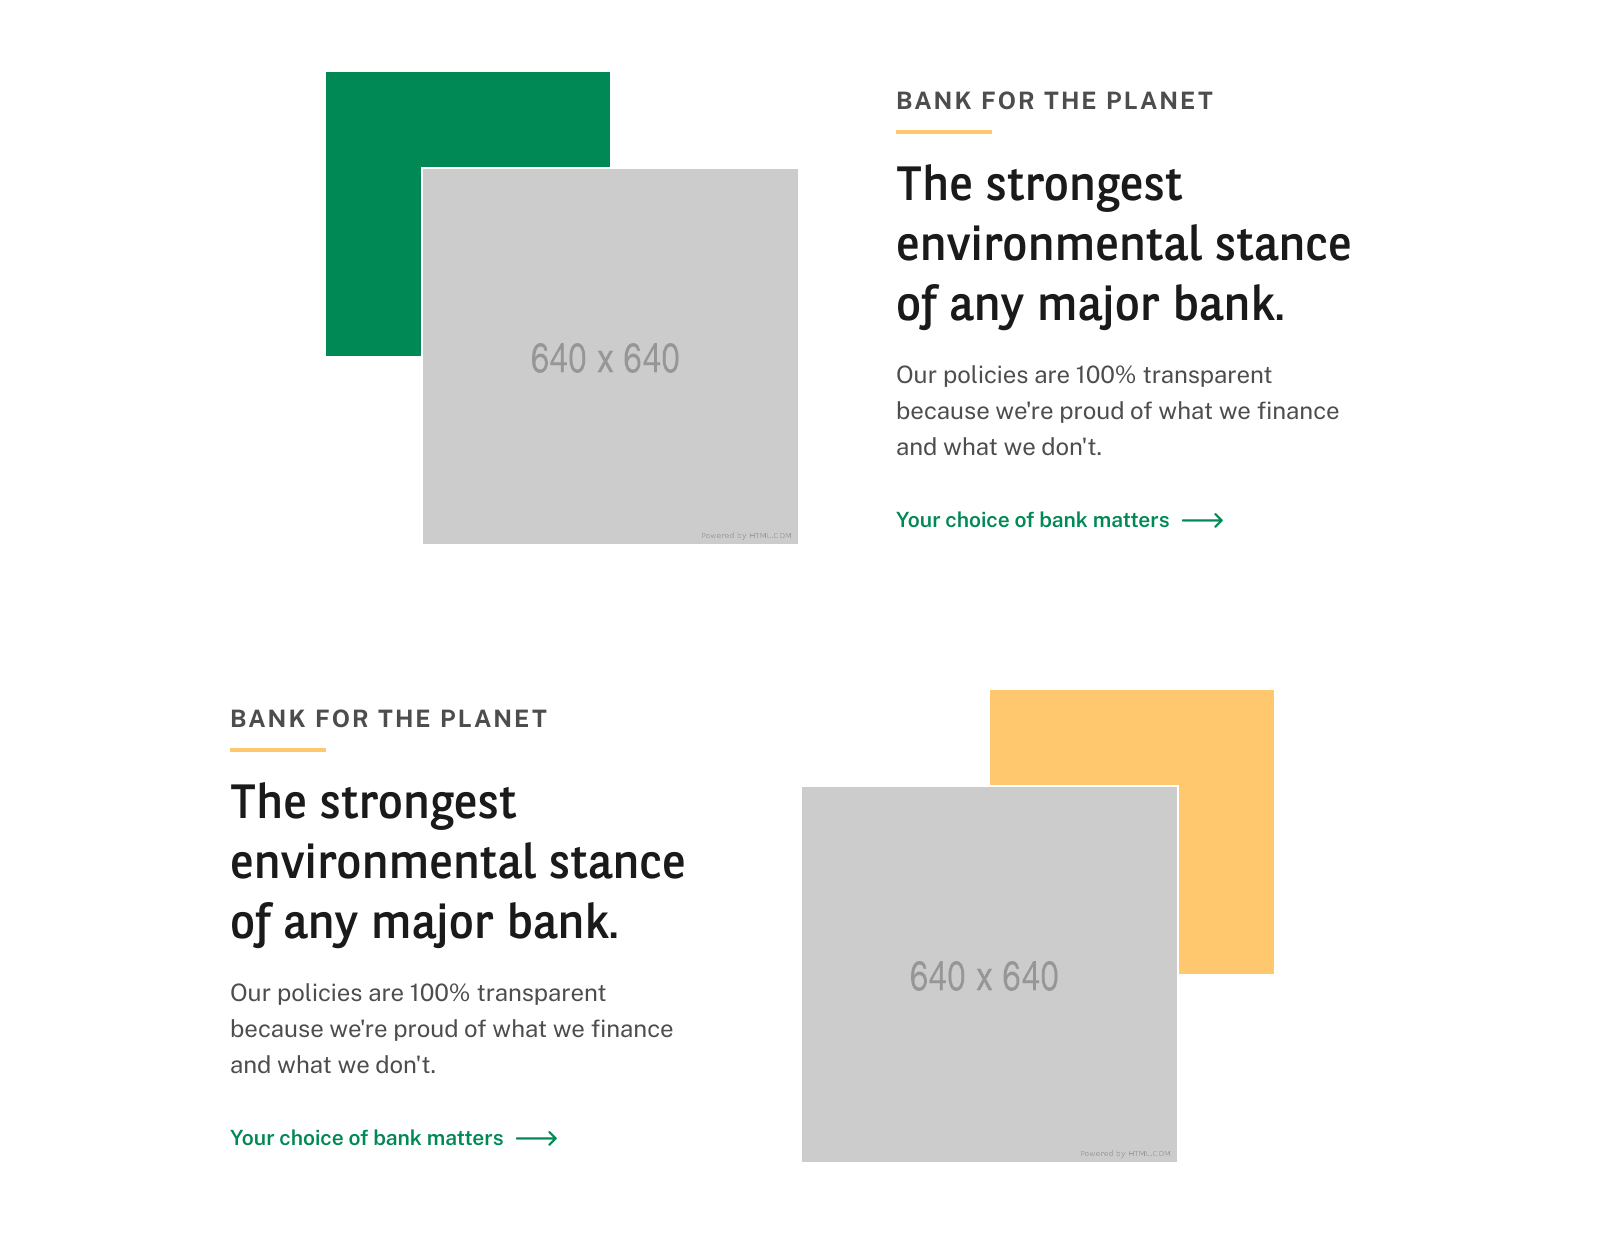 BANK FOR THE PLANET
The strongest
environmental stance
of any major bank.
Our policies are 100% transparent
because we're proud of what we finance
and what we don't.
Your choice of bank matters
640 x 640
Powered by HTML.COM
BANK FOR THE PLANET
The strongest
environmental stance
of any major bank.
Our policies are 100% transparent
because we're proud of what we finance
and what we don't.
Your choice of bank matters
640 x 640
Powered by HTML.COM